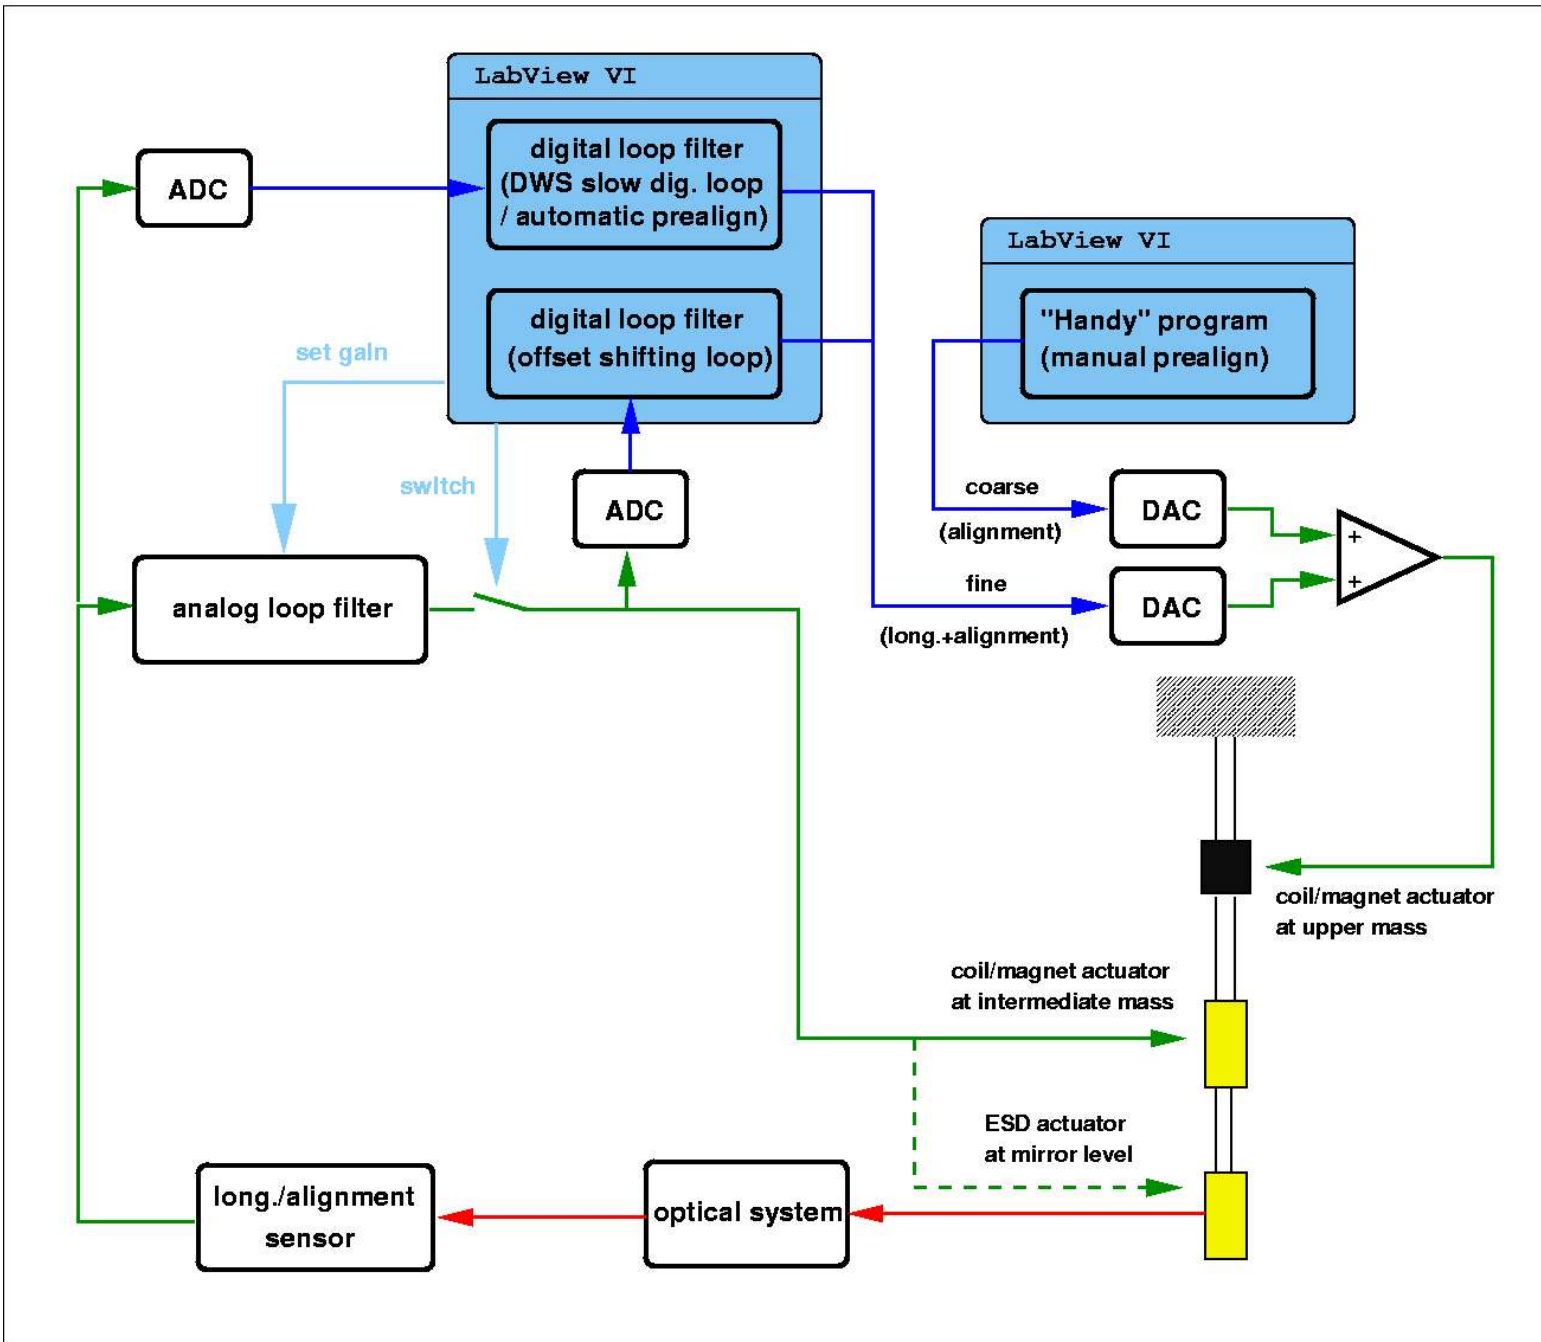 LabView VI
digital loop filter
(DWS slow dig. loop
/ automatic prealign)
digital loop filter
(offset shifting loop)
ADC
LabView VI
"Handy" program
(manual prealign)
set gain
switch
ADC
coarse
(alignment)
DAC
fine
(long.+alignment)
DAC
+
+
analog loop filter
coil/magnet actuator
at upper mass
coil/magnet actuator
at intermediate mass
ESD actuator
at mirror level
long./alignment
sensor
optical system